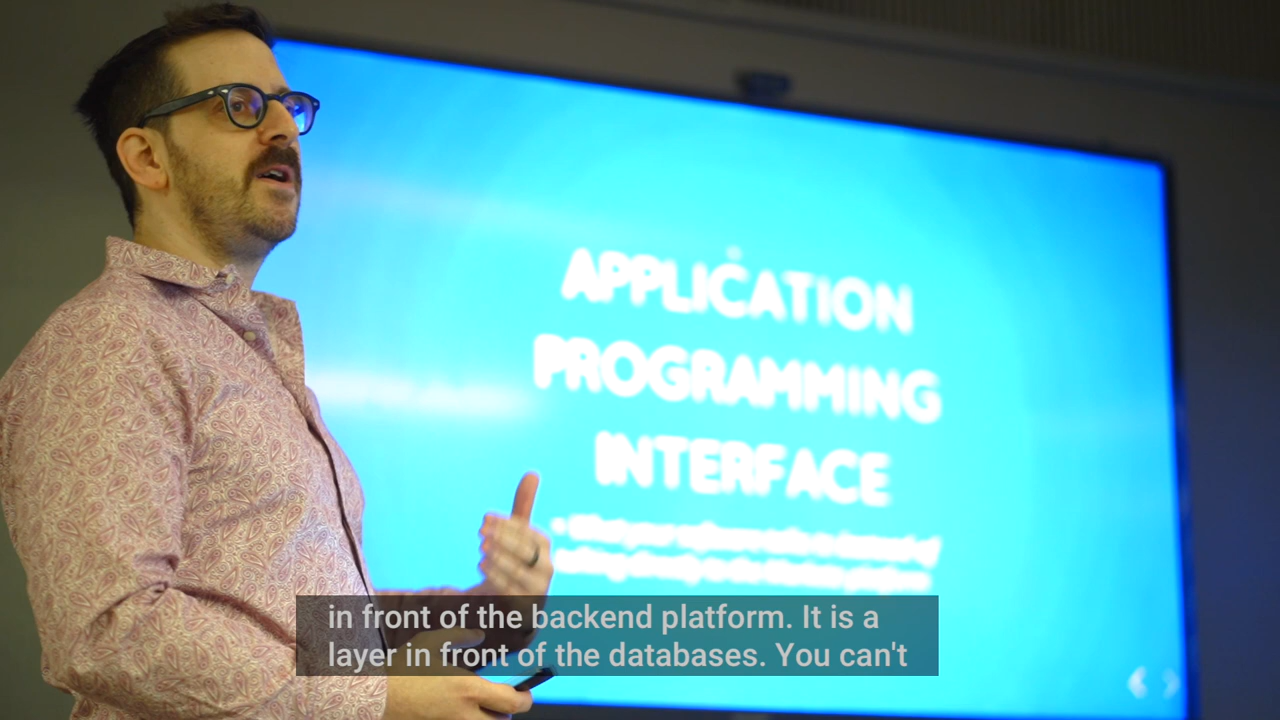 APPLICATION
PROGRAMMING
INTERFACE
in front of the backend platform. It is a
layer in front of the databases. You can't